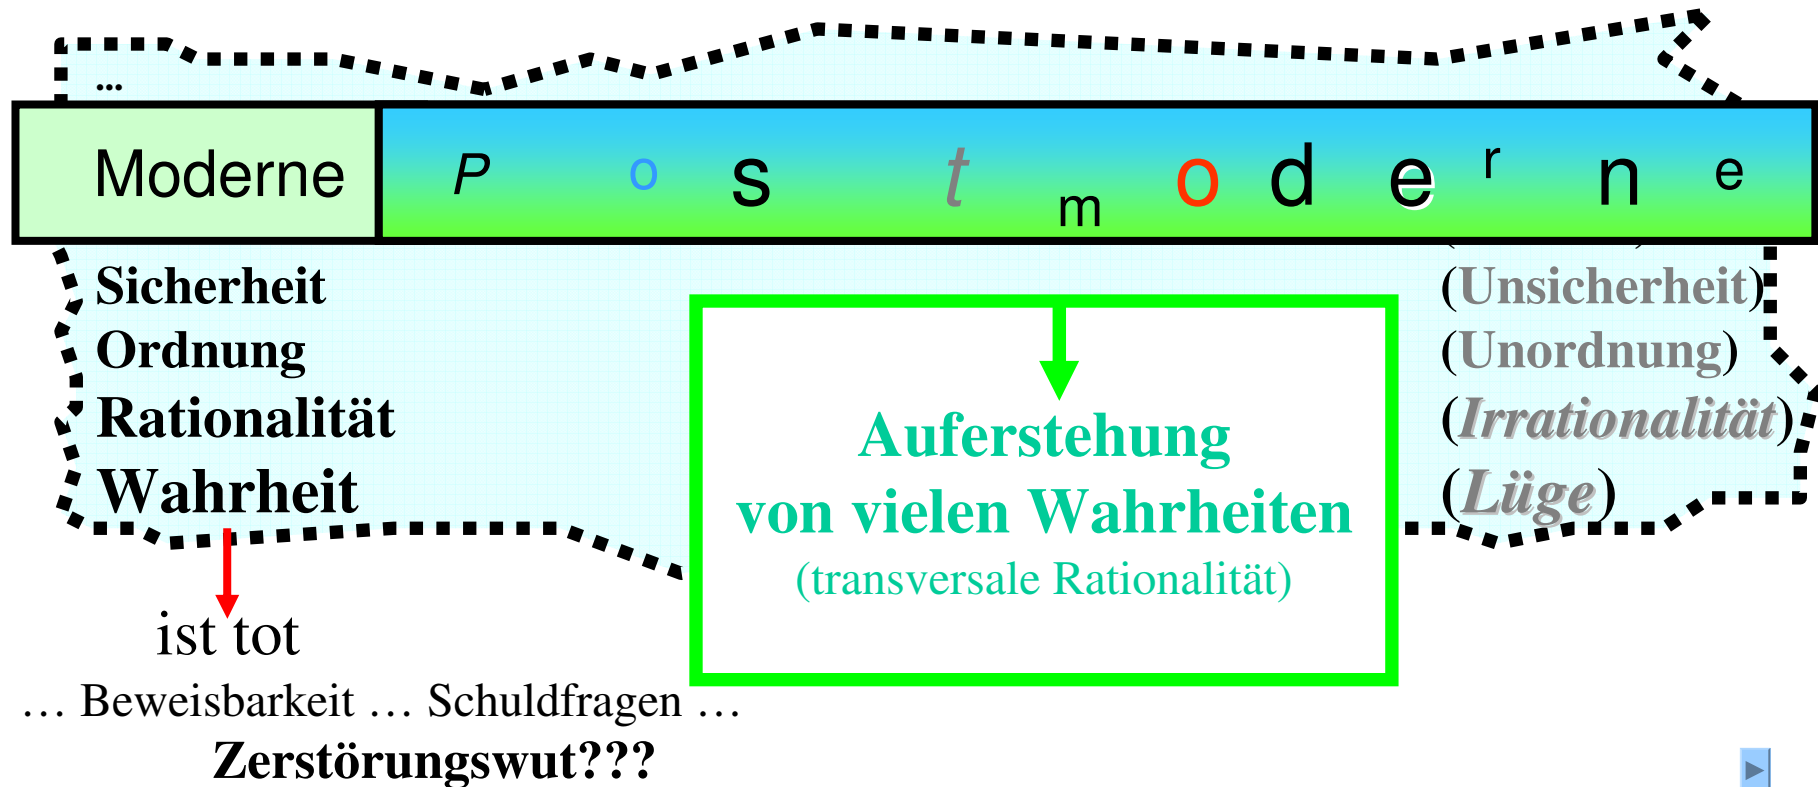 ...
Moderne
P o s t m o d e r n e
Sicherheit
Ordnung
Rationalität
Wahrheit
ist tot
… Beweisbarkeit … Schuldfragen …
Zerstörungswut???
Auferstehung
von vielen Wahrheiten
(transversale Rationalität)
(Unsicherheit)
(Unordnung)
(Irrationalität)
(Lüge)